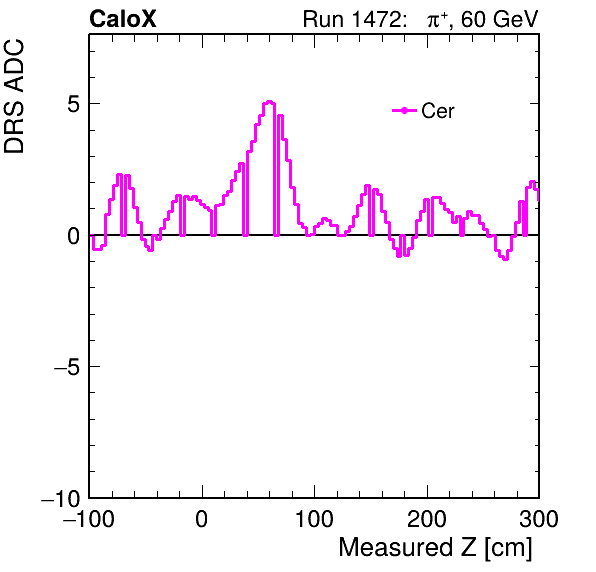 CaloX Run 1472: π⁺, 60 GeV
DRS ADC
Cer
5
0
−5
−10
−100 0 100 200 300
Measured Z [cm]